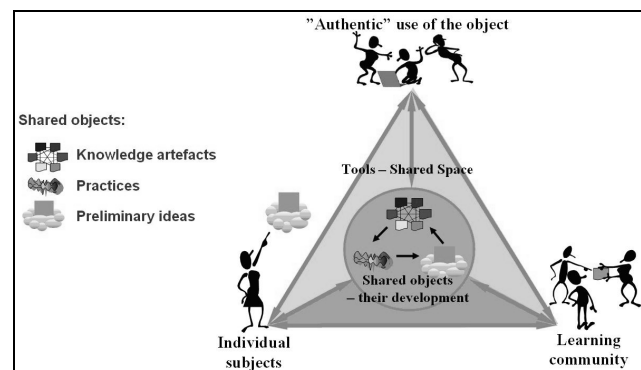 ”Authentic” use of the object
Shared objects:
Knowledge artefacts
Practices
Preliminary ideas
Tools – Shared Space
Shared objects
– their development
Individual
subjects
Learning
community